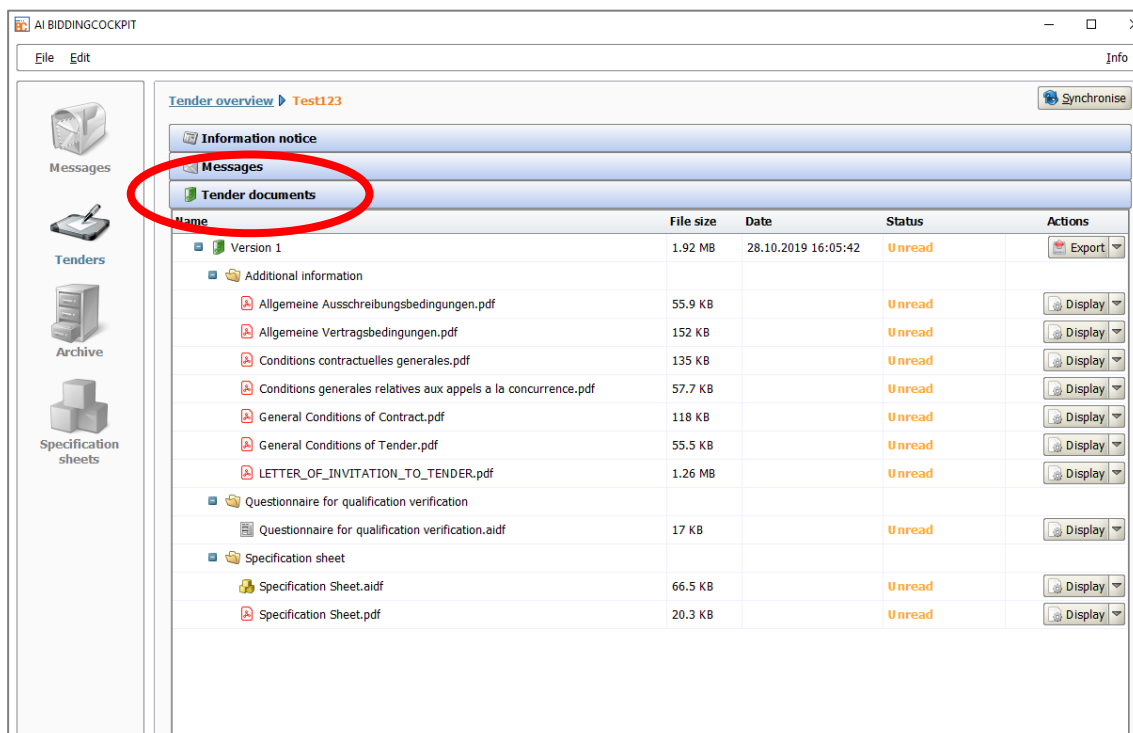 AI BIDDINGCOCKPIT
File Edit Info
Messages
Tenders
Archive
Specification
sheets
Tender overview Test123 Synchronise
Information notice
Messages
Tender documents
Name File size Date Status Actions
Version 1 1.92 MB 28.10.2019 16:05:42 Unread Export
Additional information
Allgemeine Ausschreibungsbedingungen.pdf 55.9 KB Unread Display
Allgemeine Vertragsbedingungen.pdf 152 KB Unread Display
Conditions contractuelles generales.pdf 135 KB Unread Display
Conditions generales relatives aux appels a la concurrence.pdf 57.7 KB Unread Display
General Conditions of Contract.pdf 118 KB Unread Display
General Conditions of Tender.pdf 55.5 KB Unread Display
LETTER_OF_INVITATION_TO_TENDER.pdf 1.26 MB Unread Display
Questionnaire for qualification verification
Questionnaire for qualification verification.aidf 17 KB Unread Display
Specification sheet
Specification Sheet.aidf 66.5 KB Unread Display
Specification Sheet.pdf 20.3 KB Unread Display